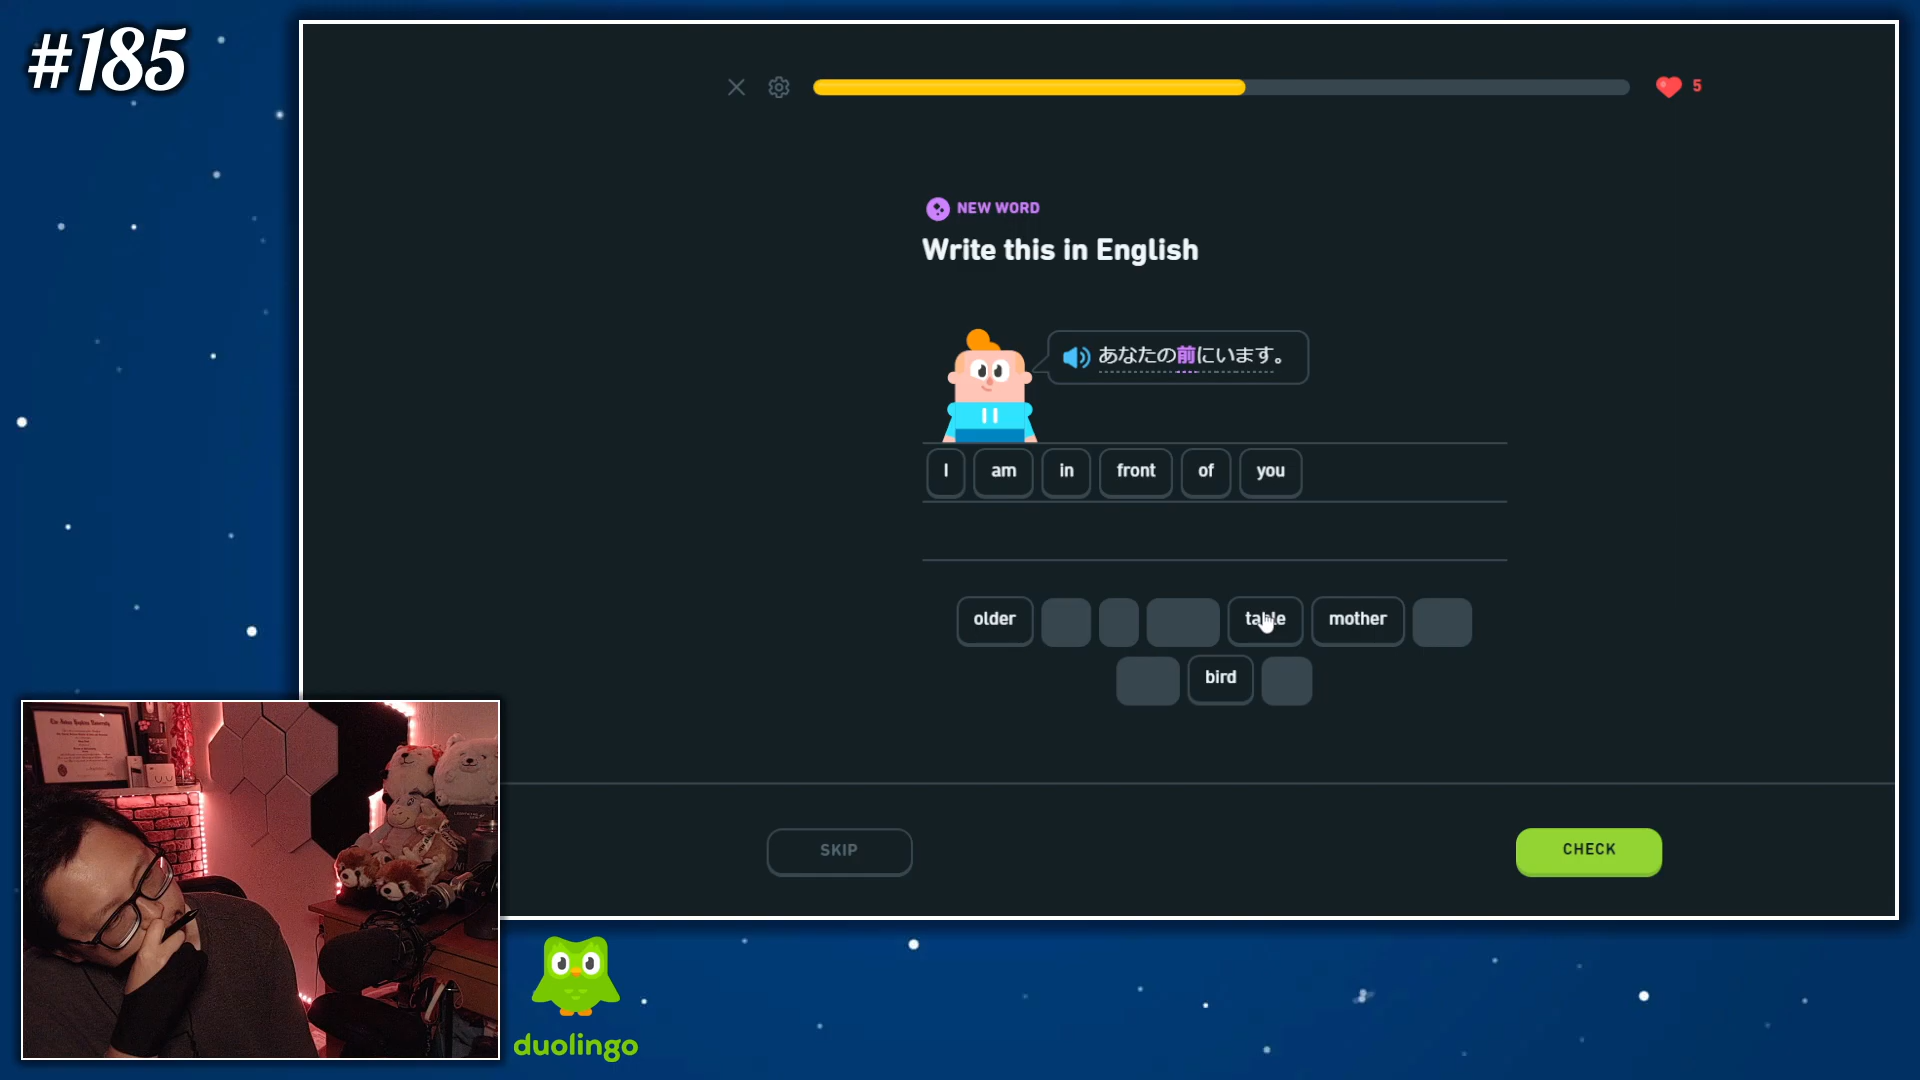 #185
5
NEW WORD
Write this in English
あなたの前にいます。
I am in front of you
older table mother
bird
SKIP
CHECK
duolingo